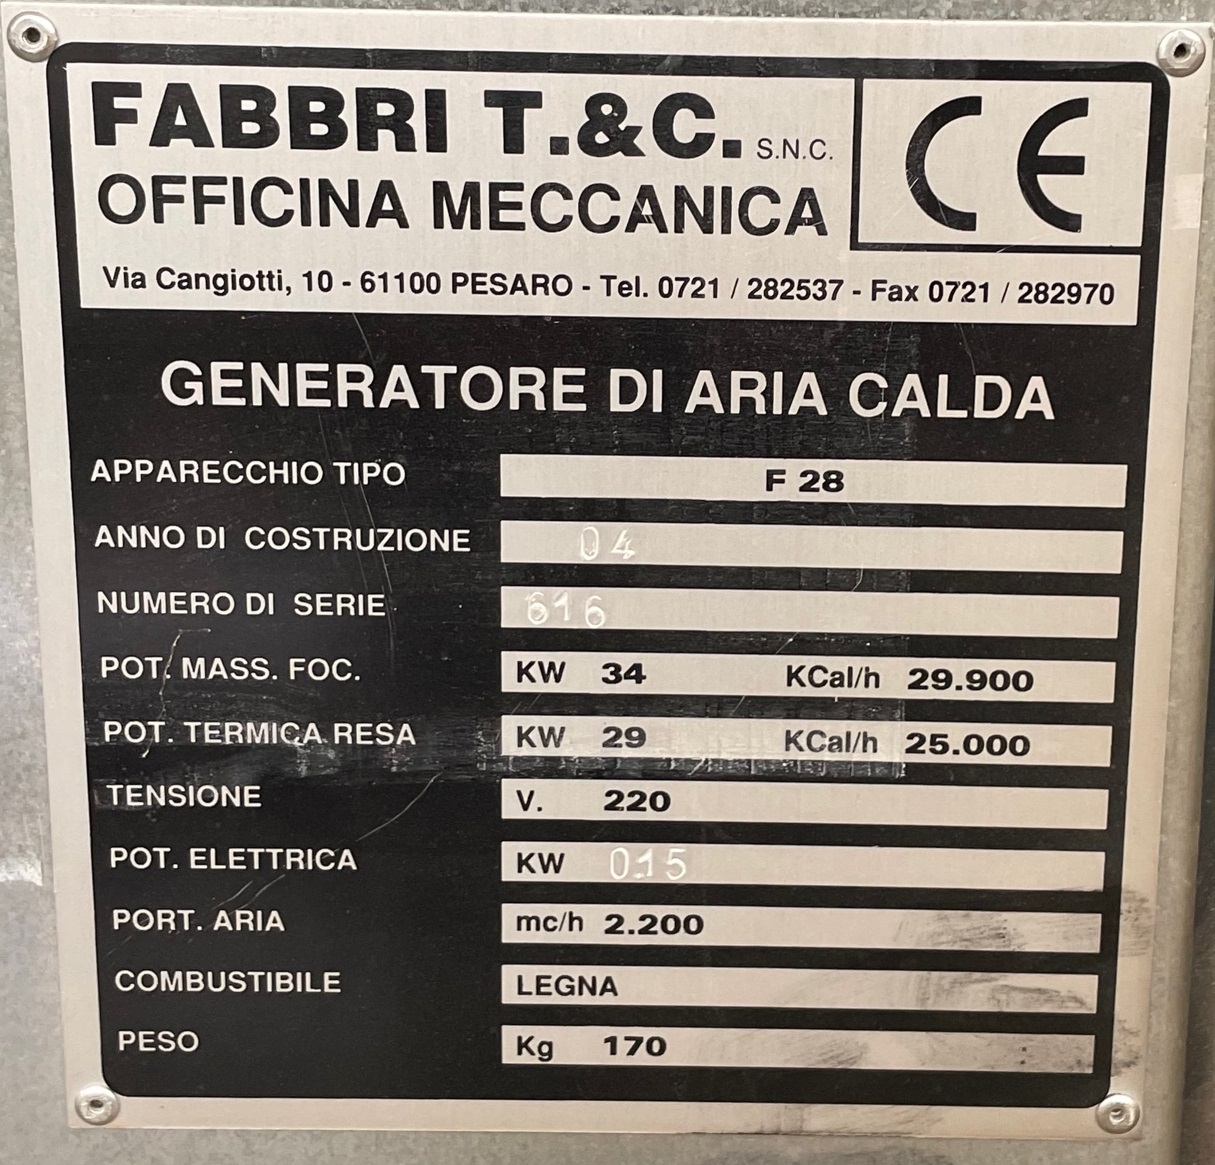 FABBRI T.&C. S.N.C.
CE
OFFICINA MECCANICA
Via Cangiotti, 10 - 61100 PESARO - Tel. 0721 / 282537 - Fax 0721 / 282970
GENERATORE DI ARIA CALDA
APPARECCHIO TIPO F 28
ANNO DI COSTRUZIONE 04
NUMERO DI SERIE 616
POT. MASS. FOC. KW 34 KCal/h 29.900
POT. TERMICA RESA KW 29 KCal/h 25.000
TENSIONE V. 220
POT. ELETTRICA KW 0.15
PORT. ARIA mc/h 2.200
COMBUSTIBILE LEGNA
PESO Kg 170